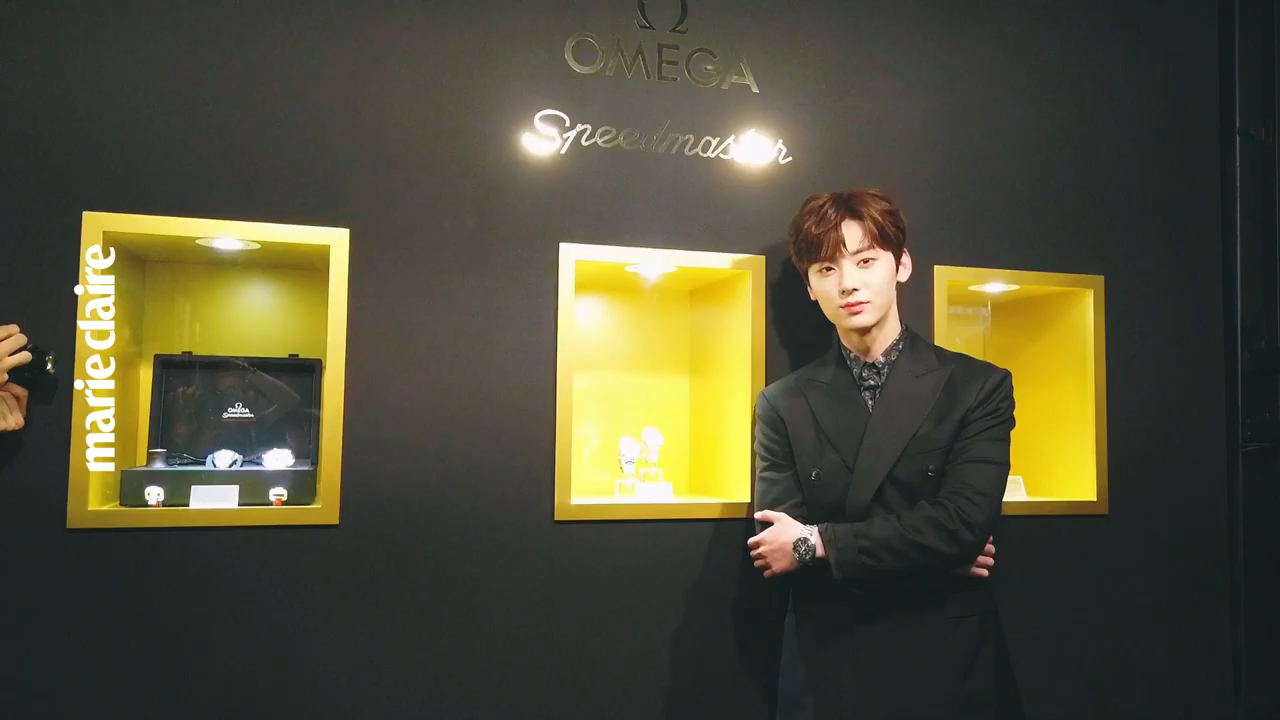 Ω
OMEGA
Speedmaster
marie claire
Ω
OMEGA
Speedmaster